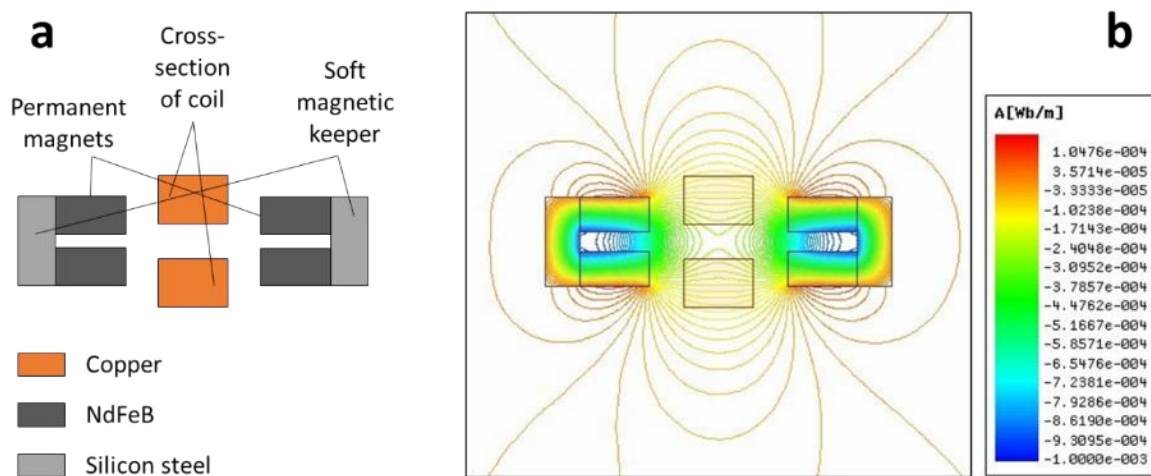 a
Cross-
section
of coil
Permanent
magnets
Soft
magnetic
keeper
Copper
NdFeB
Silicon steel
b
A[Wb/m]
1.0476e-004
3.5714e-005
-3.3333e-005
-1.0238e-004
-1.7143e-004
-2.4048e-004
-3.0952e-004
-3.7857e-004
-4.4762e-004
-5.1667e-004
-5.8571e-004
-6.5476e-004
-7.2381e-004
-7.9286e-004
-8.6190e-004
-9.3095e-004
-1.0000e-003